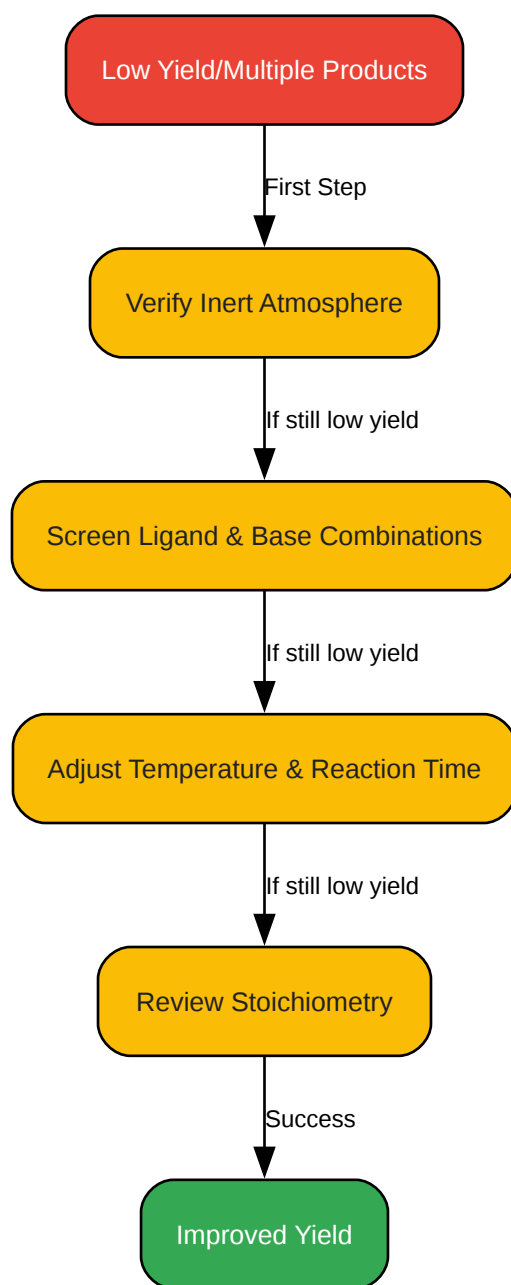 Low Yield/Multiple Products
First Step
Verify Inert Atmosphere
If still low yield
Screen Ligand & Base Combinations
If still low yield
Adjust Temperature & Reaction Time
If still low yield
Review Stoichiometry
Success
Improved Yield